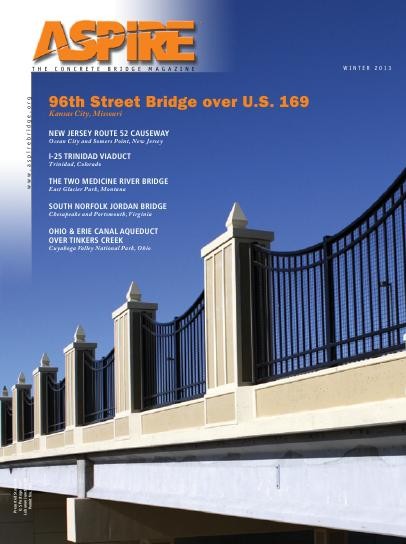 ASPIRE
THE CONCRETE BRIDGE MAGAZINE
WINTER 2013
www.aspirebridge.org
96th Street Bridge over U.S. 169
Kansas City, Missouri
NEW JERSEY ROUTE 52 CAUSEWAY
Ocean City and Somers Point, New Jersey
I-25 TRINIDAD VIADUCT
Trinidad, Colorado
THE TWO MEDICINE RIVER BRIDGE
East Glacier Park, Montana
SOUTH NORFOLK JORDAN BRIDGE
Chesapeake and Portsmouth, Virginia
OHIO & ERIE CANAL AQUEDUCT
OVER TINKERS CREEK
Cuyahoga Valley National Park, Ohio